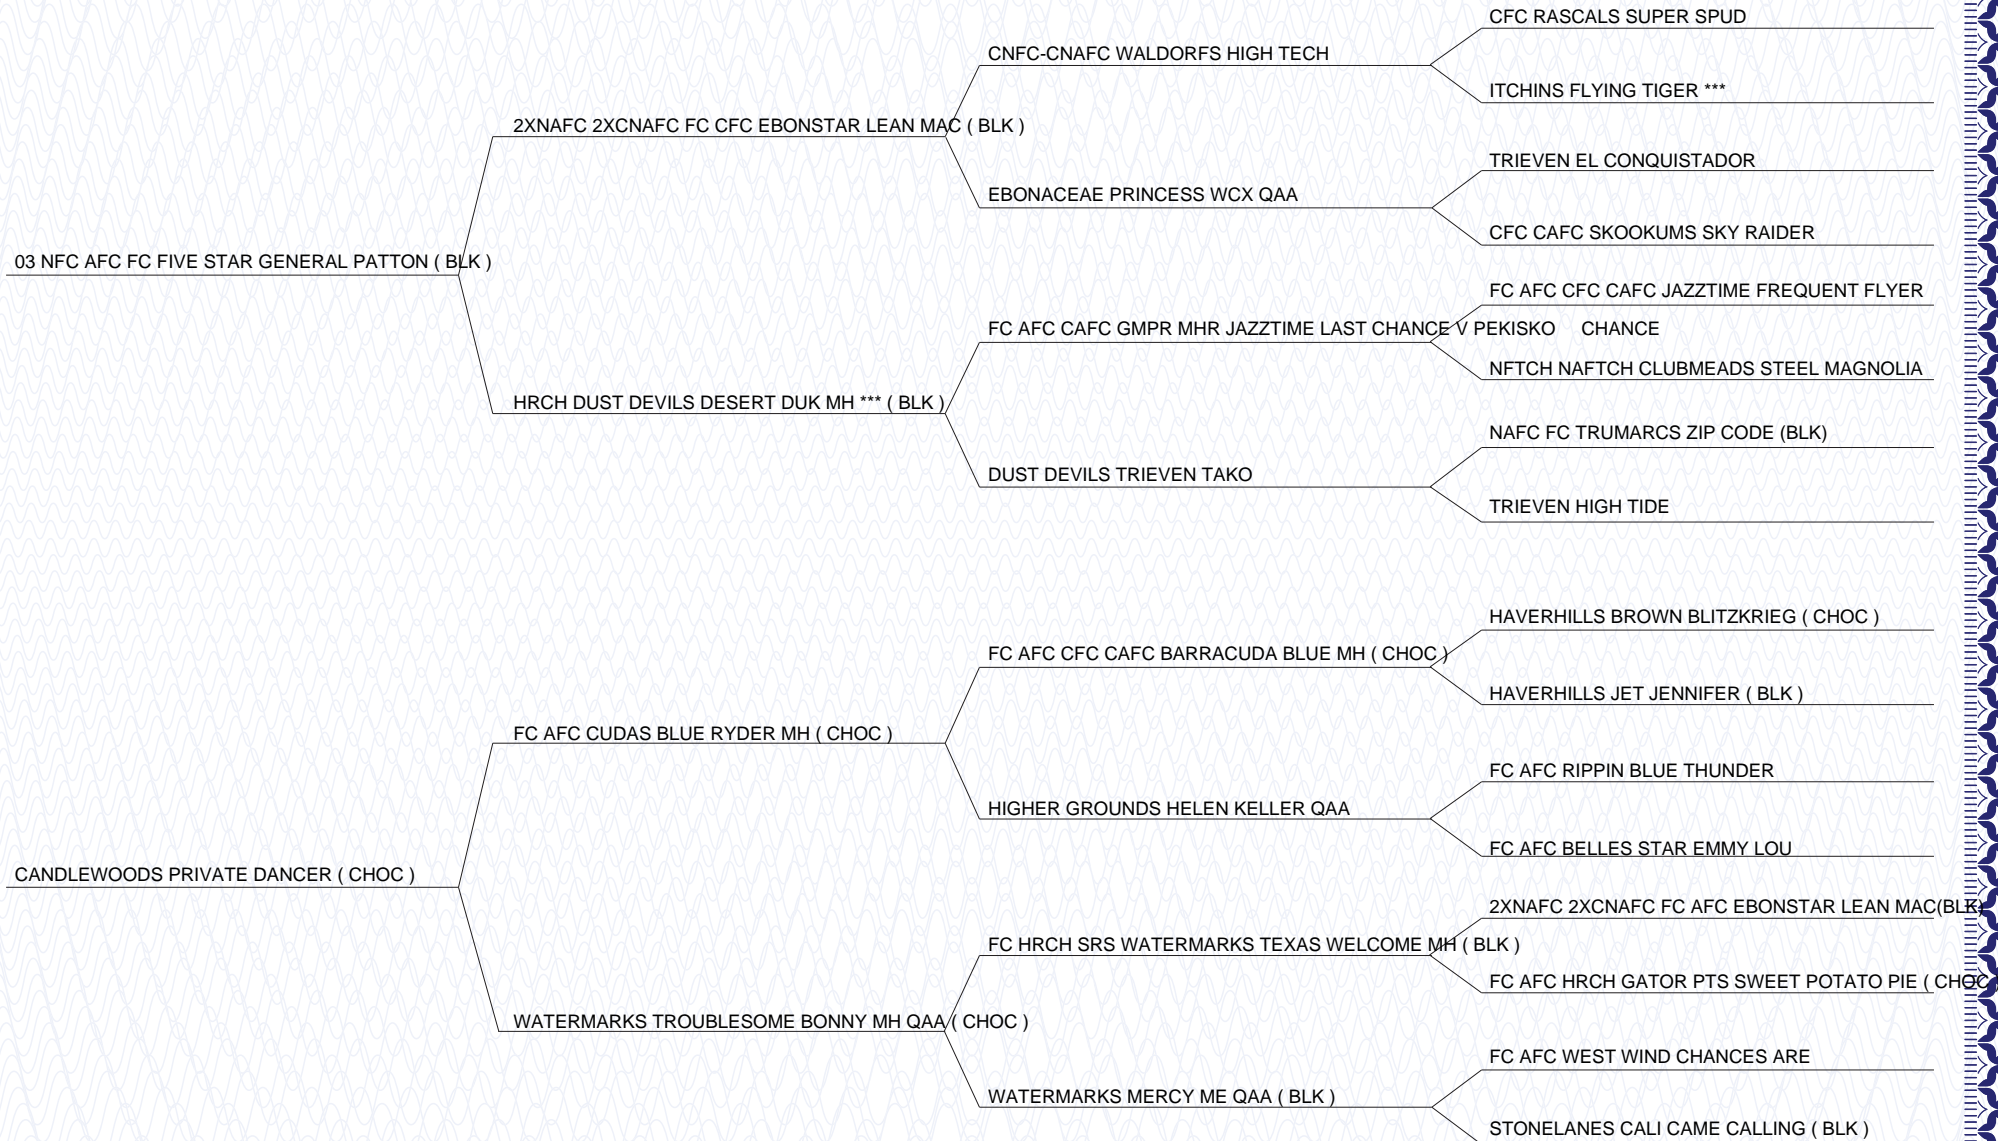 CFC RASCALS SUPER SPUD
CNFC-CNAFC WALDORFS HIGH TECH
ITCHINS FLYING TIGER ***
2XNAFC 2XCNAFC FC CFC EBONSTAR LEAN MAC ( BLK )
TRIEVEN EL CONQUISTADOR
EBONACEAE PRINCESS WCX QAA
CFC CAFC SKOOKUMS SKY RAIDER
03 NFC AFC FC FIVE STAR GENERAL PATTON ( BLK )
FC AFC CFC CAFC JAZZTIME FREQUENT FLYER
FC AFC CAFC GMPR MHR JAZZTIME LAST CHANCE V PEKISKO CHANCE
NFTCH NAFTCH CLUBMEADS STEEL MAGNOLIA
HRCH DUST DEVILS DESERT DUK MH *** ( BLK )
NAFC FC TRUMARCS ZIP CODE (BLK)
DUST DEVILS TRIEVEN TAKO
TRIEVEN HIGH TIDE
HAVERHILLS BROWN BLITZKRIEG ( CHOC )
FC AFC CFC CAFC BARRACUDA BLUE MH ( CHOC )
HAVERHILLS JET JENNIFER ( BLK )
FC AFC CUDAS BLUE RYDER MH ( CHOC )
FC AFC RIPPIN BLUE THUNDER
HIGHER GROUNDS HELEN KELLER QAA
FC AFC BELLES STAR EMMY LOU
CANDLEWOODS PRIVATE DANCER ( CHOC )
2XNAFC 2XCNAFC FC AFC EBONSTAR LEAN MAC(BLK)
FC HRCH SRS WATERMARKS TEXAS WELCOME MH ( BLK )
FC AFC HRCH GATOR PTS SWEET POTATO PIE ( CHOC
WATERMARKS TROUBLESOME BONNY MH QAA ( CHOC )
FC AFC WEST WIND CHANCES ARE
WATERMARKS MERCY ME QAA ( BLK )
STONELANES CALI CAME CALLING ( BLK )